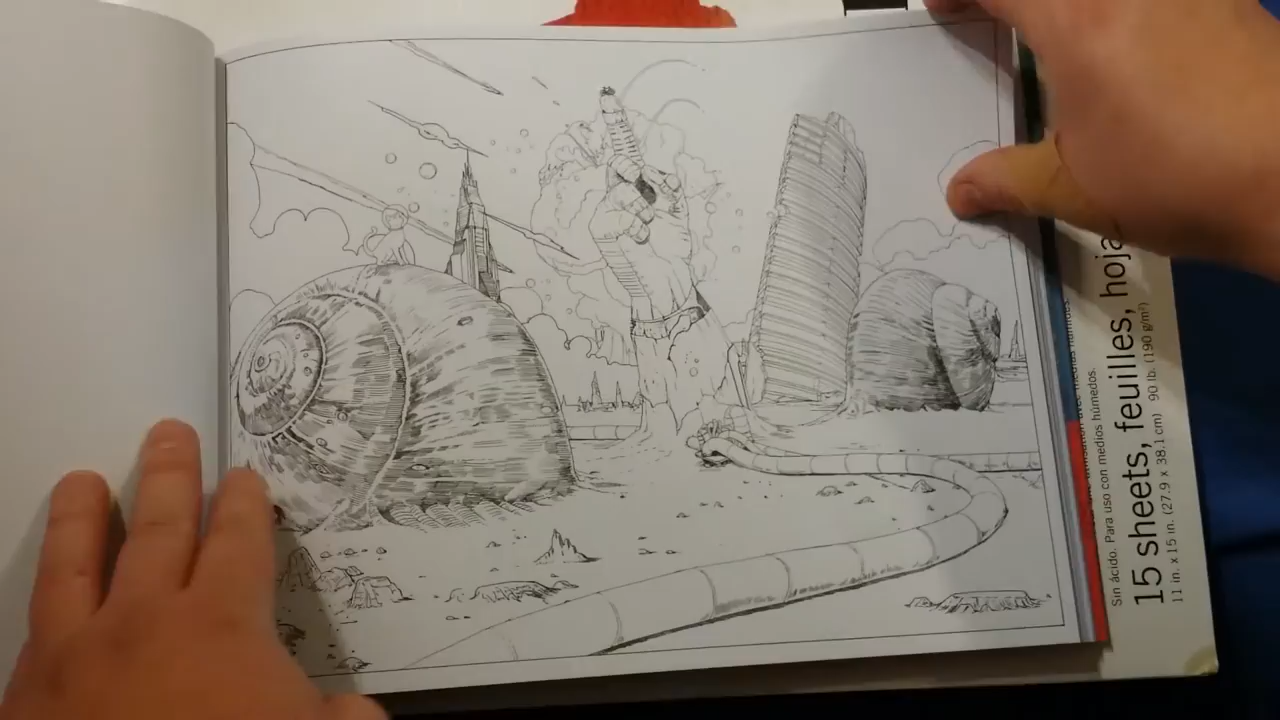 Sin ácido. Para uso con medios húmedos.
15 sheets, feuilles, hoja
11 in. x 15 in. (27.9 x 38.1 cm) 90 lb. (190 g/m²)